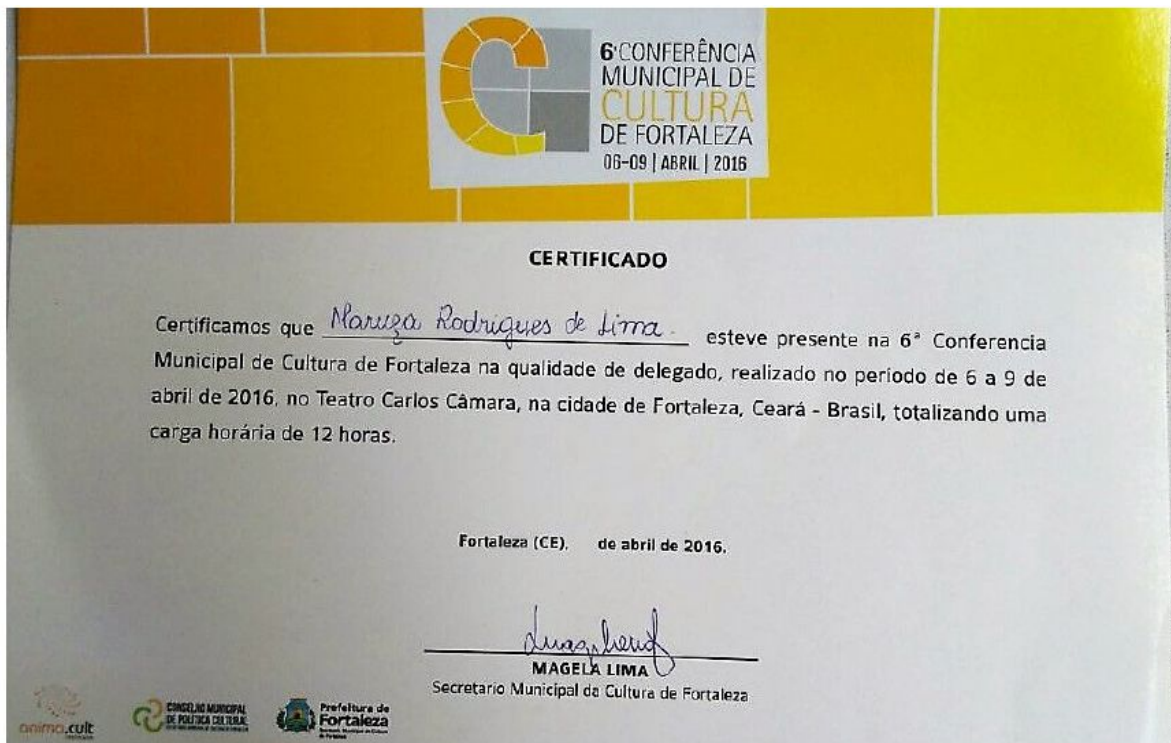 6ª CONFERÊNCIA
MUNICIPAL DE
CULTURA
DE FORTALEZA
06-09 | ABRIL | 2016
CERTIFICADO
Certificamos que Maruza Rodrigues de Lima. esteve presente na 6ª Conferencia
Municipal de Cultura de Fortaleza na qualidade de delegado, realizado no período de 6 a 9 de
abril de 2016, no Teatro Carlos Câmara, na cidade de Fortaleza, Ceará - Brasil, totalizando uma
carga horária de 12 horas.
Fortaleza (CE), de abril de 2016.
MAGELA LIMA
Secretario Municipal da Cultura de Fortaleza
anima.cult
CONSELHO MUNICIPAL
DE POLÍTICA CULTURAL
Prefeitura de
Fortaleza